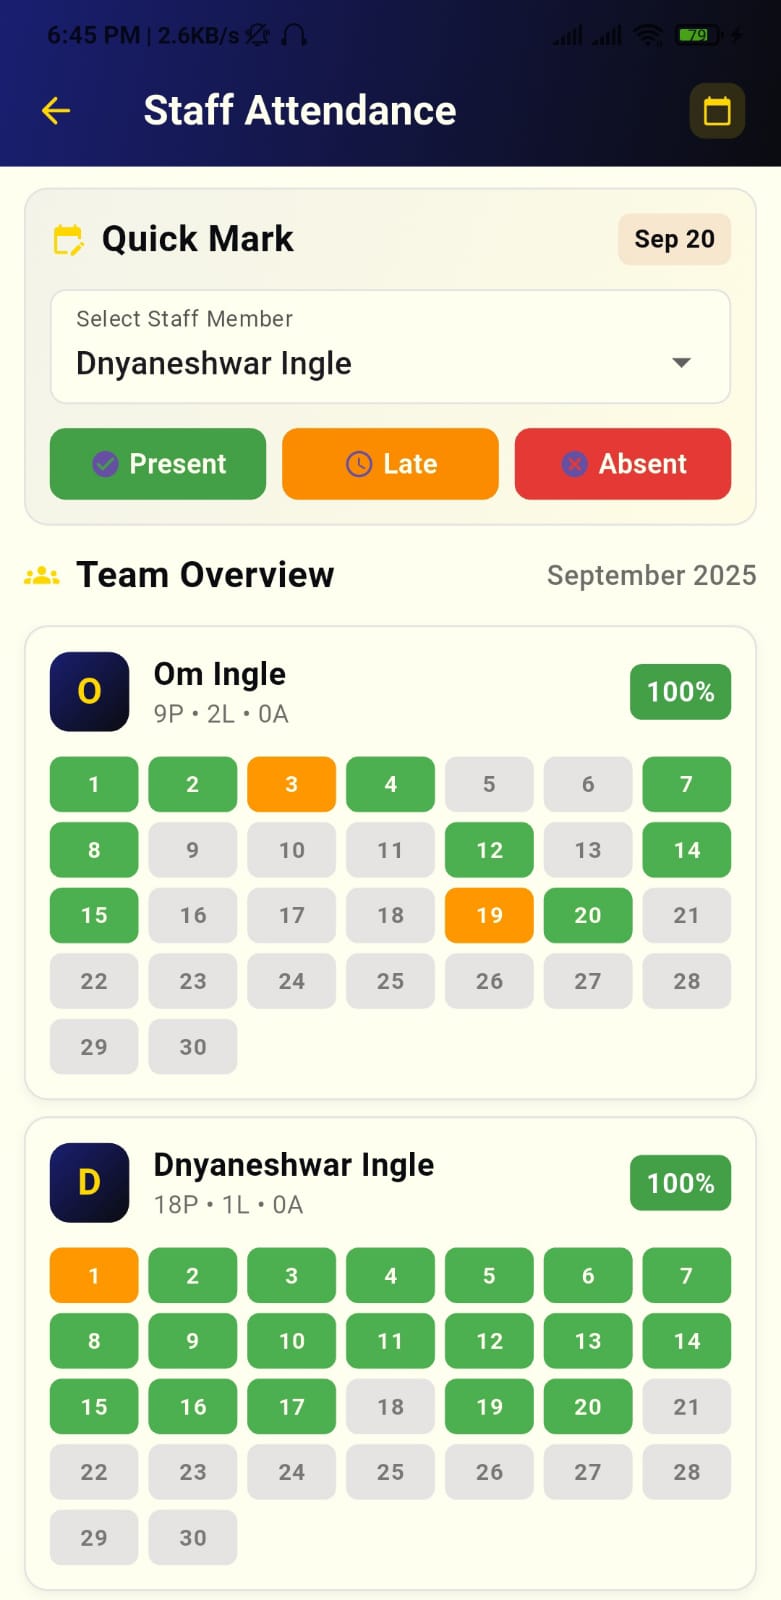 6:45 PM | 2.6KB/s 79
Staff Attendance
Quick Mark Sep 20
Select Staff Member
Dnyaneshwar Ingle
Present Late Absent
Team Overview September 2025
O Om Ingle 100%
9P • 2L • 0A
1 2 3 4 5 6 7
8 9 10 11 12 13 14
15 16 17 18 19 20 21
22 23 24 25 26 27 28
29 30
D Dnyaneshwar Ingle 100%
18P • 1L • 0A
1 2 3 4 5 6 7
8 9 10 11 12 13 14
15 16 17 18 19 20 21
22 23 24 25 26 27 28
29 30